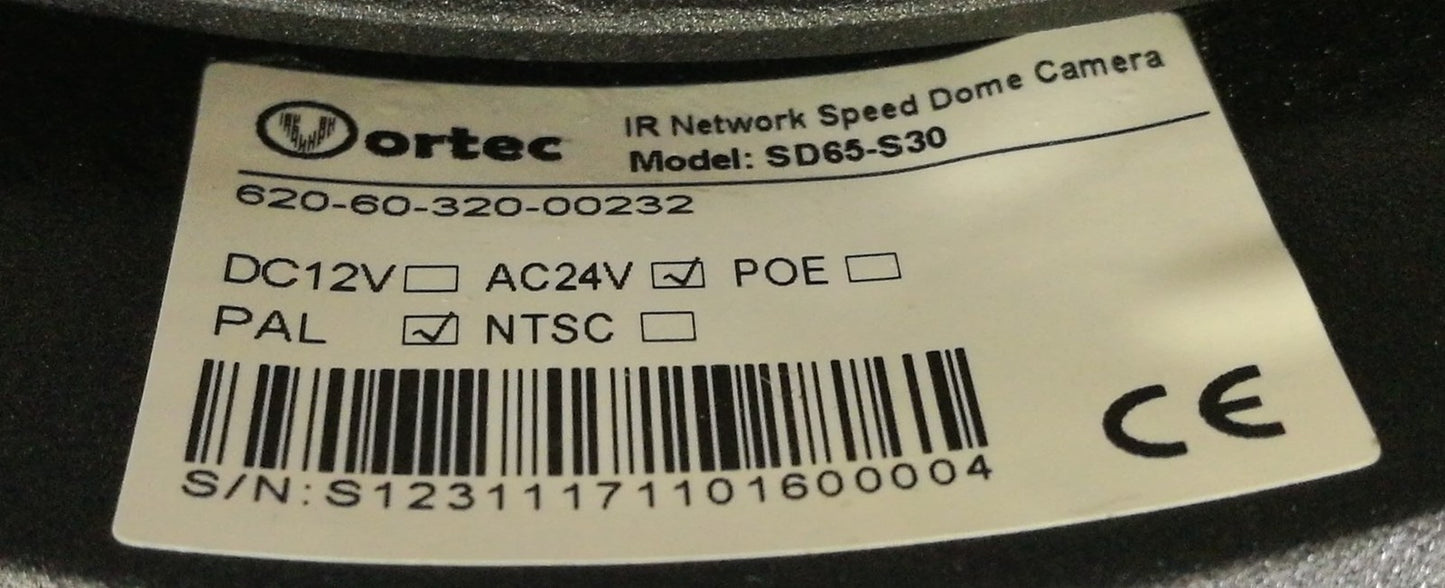 ortec
IR Network Speed Dome Camera
Model: SD65-S30
620-60-320-00232
DC12V☐ AC24V ☑ POE ☐
PAL ☑ NTSC ☐
CE
S/N:S1231117110160004